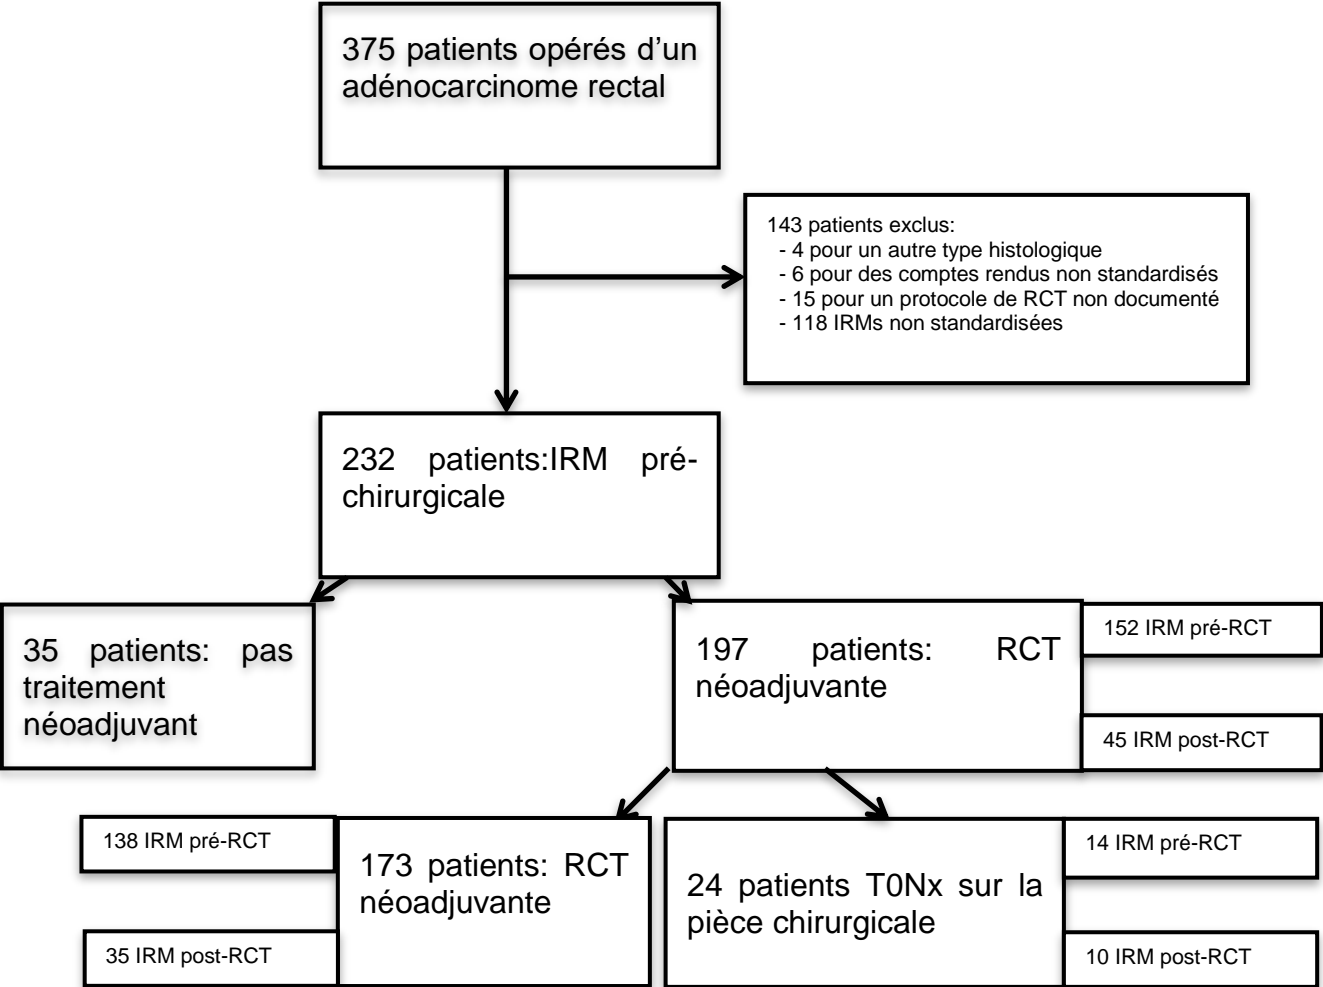 375 patients opérés d’un
adénocarcinome rectal
143 patients exclus:
- 4 pour un autre type histologique
- 6 pour des comptes rendus non standardisés
- 15 pour un protocole de RCT non documenté
- 118 IRMs non standardisées
232 patients:IRM pré-
chirurgicale
35 patients: pas
traitement
néoadjuvant
197 patients: RCT
néoadjuvante
152 IRM pré-RCT
45 IRM post-RCT
138 IRM pré-RCT
35 IRM post-RCT
173 patients: RCT
néoadjuvante
24 patients T0Nx sur la
pièce chirurgicale
14 IRM pré-RCT
10 IRM post-RCT